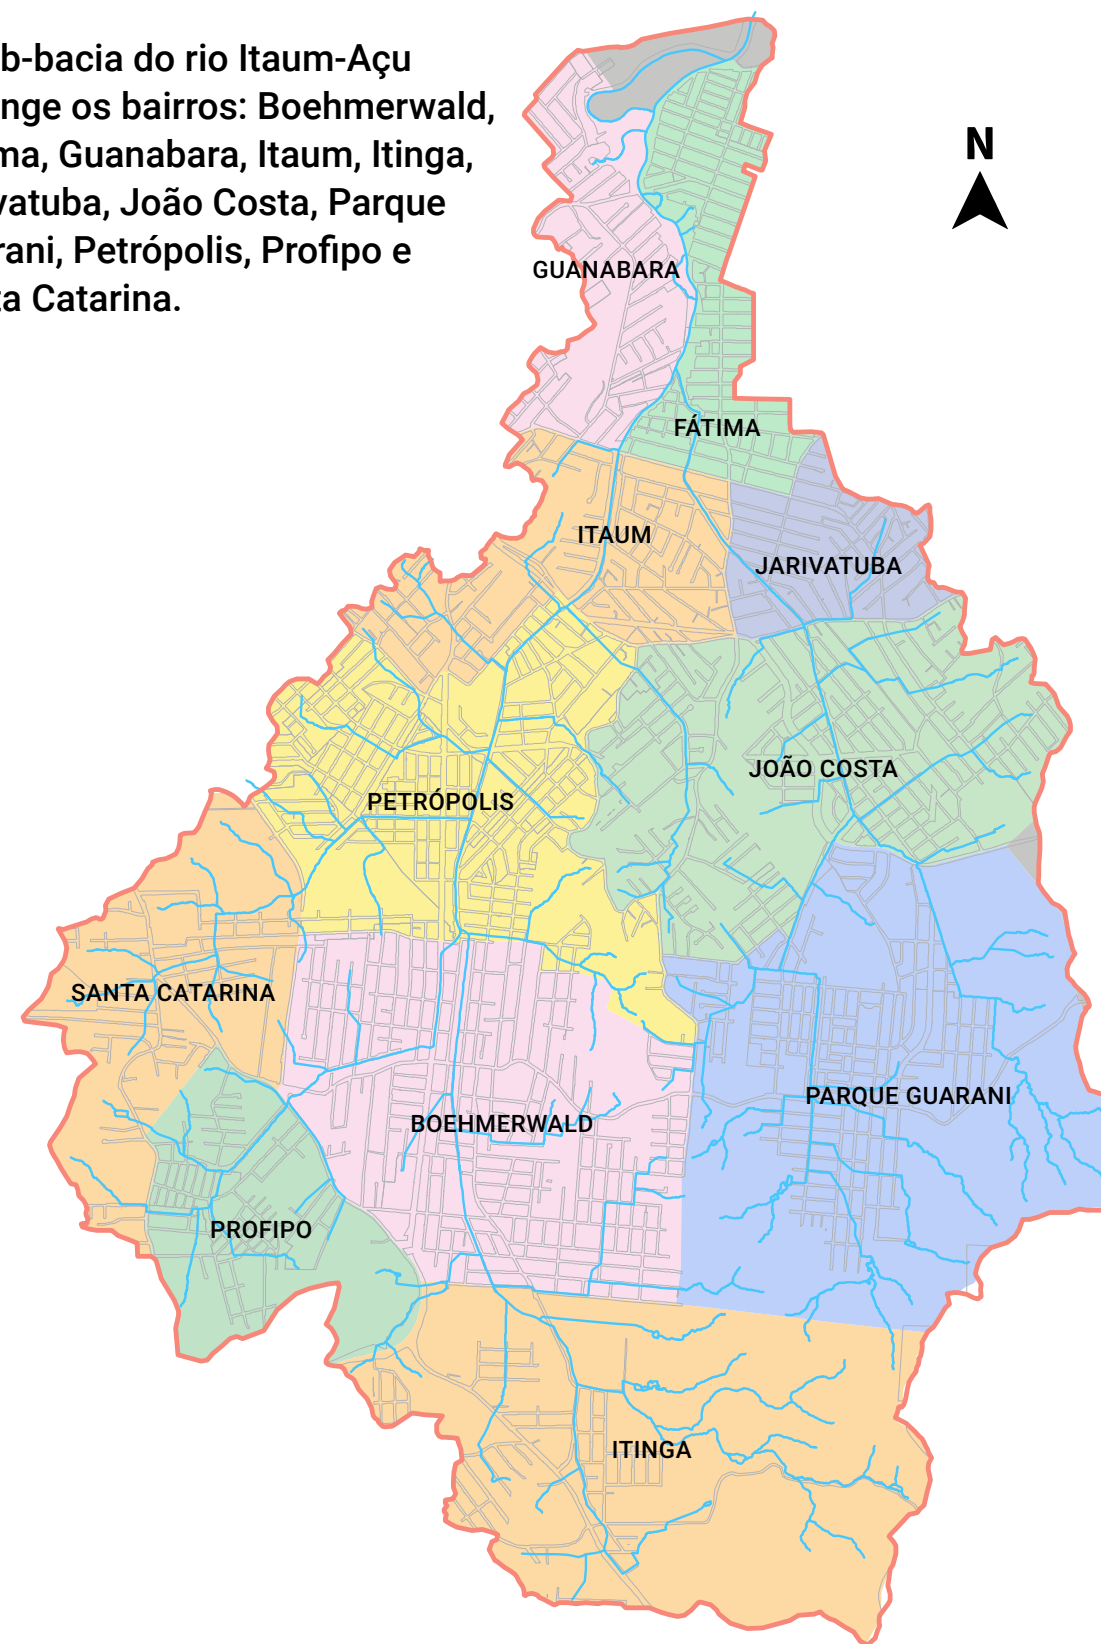 b-bacia do rio Itaum-Açu
nge os bairros: Boehmerwald,
ma, Guanabara, Itaum, Itinga,
vatuba, João Costa, Parque
rani, Petrópolis, Profipo e
ta Catarina.
N
GUANABARA
FÁTIMA
ITAUM
JARIVATUBA
JOÃO COSTA
PETRÓPOLIS
SANTA CATARINA
PARQUE GUARANI
BOEHMERWALD
PROFIPO
ITINGA